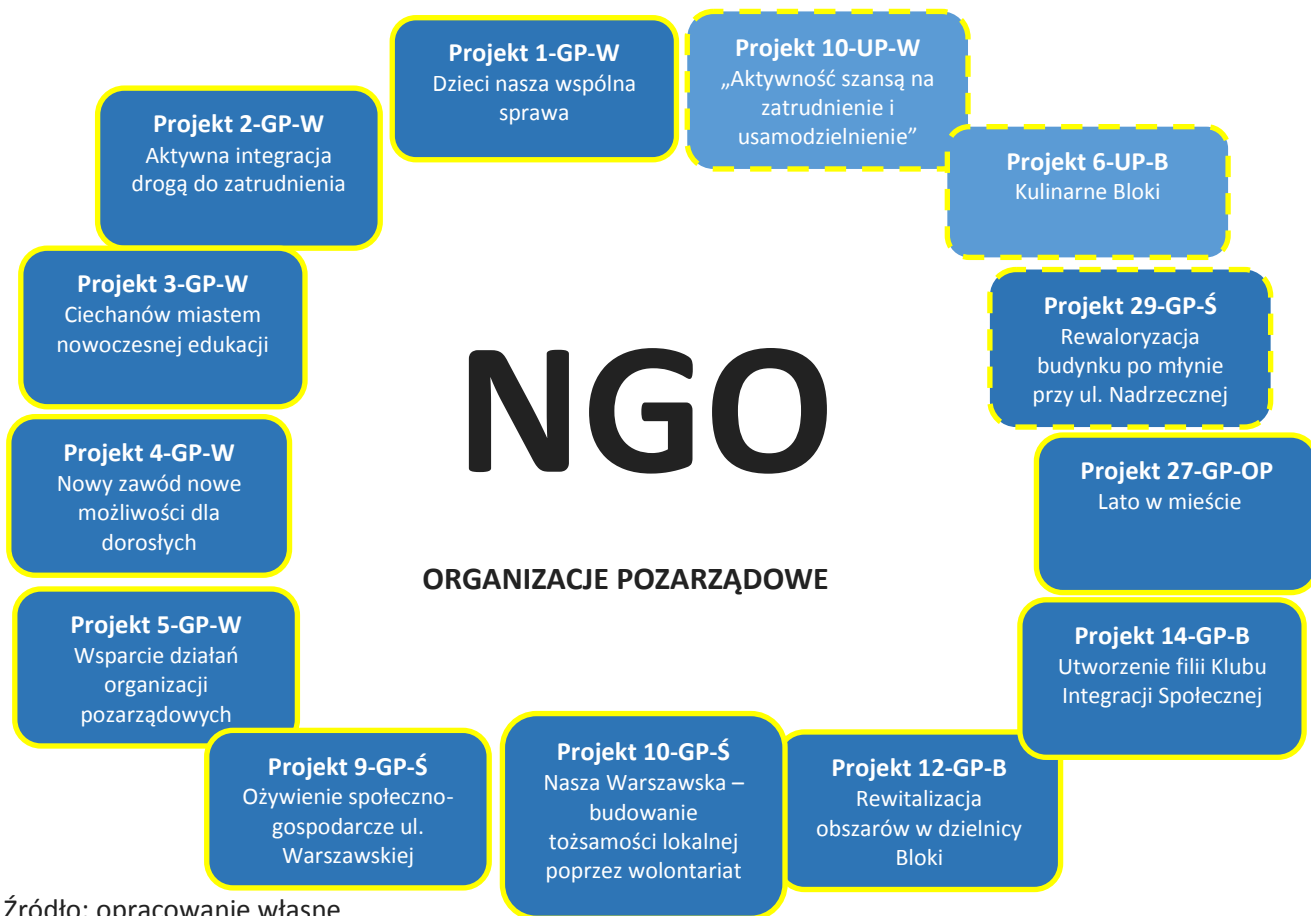 Projekt 1-GP-W
Dzieci nasza wspólna
sprawa
Projekt 10-UP-W
„Aktywność szansą na
zatrudnienie i
usamodzielnienie”
Projekt 2-GP-W
Aktywna integracja
drogą do zatrudnienia
Projekt 6-UP-B
Kulinarne Bloki
Projekt 3-GP-W
Ciechanów miastem
nowoczesnej edukacji
Projekt 29-GP-Ś
Rewaloryzacja
budynku po młynie
przy ul. Nadrzecznej
NGO
Projekt 4-GP-W
Nowy zawód nowe
możliwości dla
dorosłych
Projekt 27-GP-OP
Lato w mieście
ORGANIZACJE POZARZĄDOWE
Projekt 5-GP-W
Wsparcie działań
organizacji
pozarządowych
Projekt 14-GP-B
Utworzenie filii Klubu
Integracji Społecznej
Projekt 9-GP-Ś
Ożywienie społeczno-
gospodarcze ul.
Warszawskiej
Projekt 10-GP-Ś
Nasza Warszawska –
budowanie
tożsamości lokalnej
poprzez wolontariat
Projekt 12-GP-B
Rewitalizacja
obszarów w dzielnicy
Bloki
Źródło: opracowanie własne